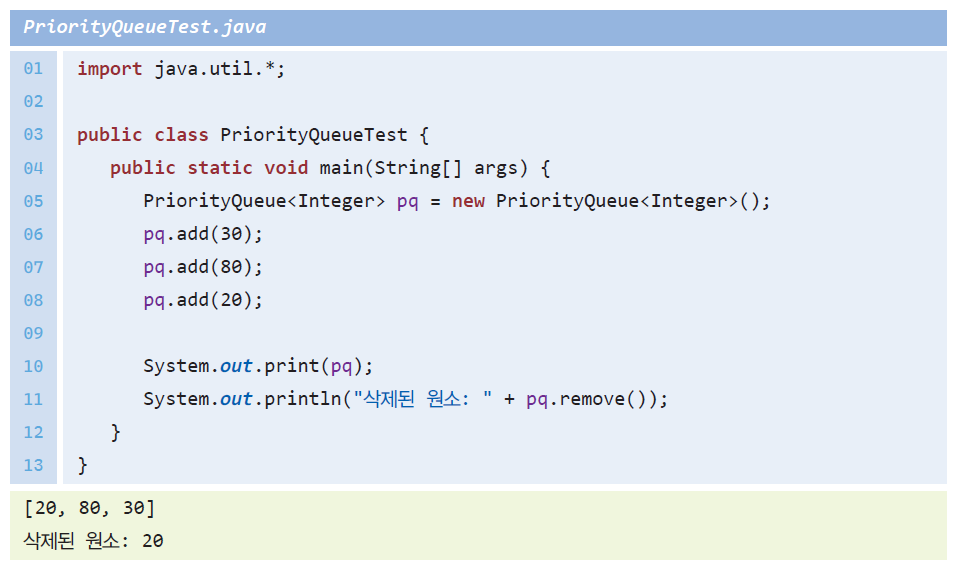 PriorityQueueTest.java
01 import java.util.*;
02
03 public class PriorityQueueTest {
04 public static void main(String[] args) {
05 PriorityQueue<Integer> pq = new PriorityQueue<Integer>();
06 pq.add(30);
07 pq.add(80);
08 pq.add(20);
09
10 System.out.print(pq);
11 System.out.println("삭제된 원소: " + pq.remove());
12 }
13 }
[20, 80, 30]
삭제된 원소: 20